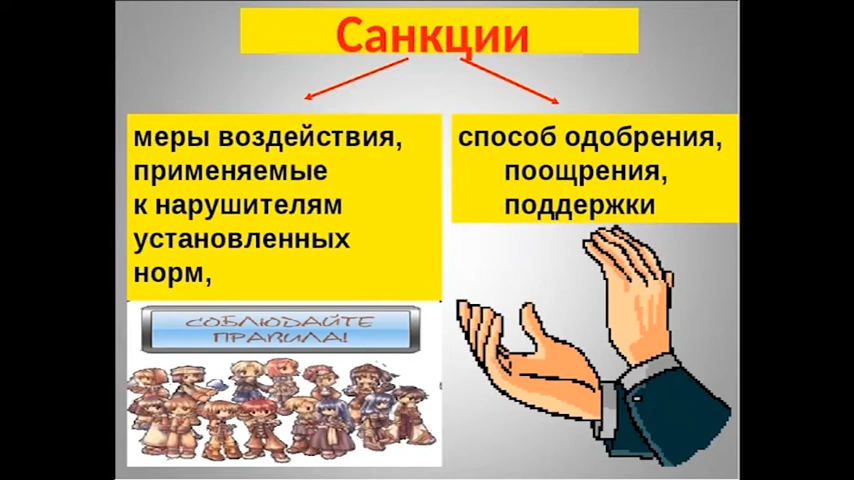 Санкции
меры воздействия,
применяемые
к нарушителям
установленных
норм,
способ одобрения,
поощрения,
поддержки
СОБЛЮДАЙТЕ
ПРАВИЛА!